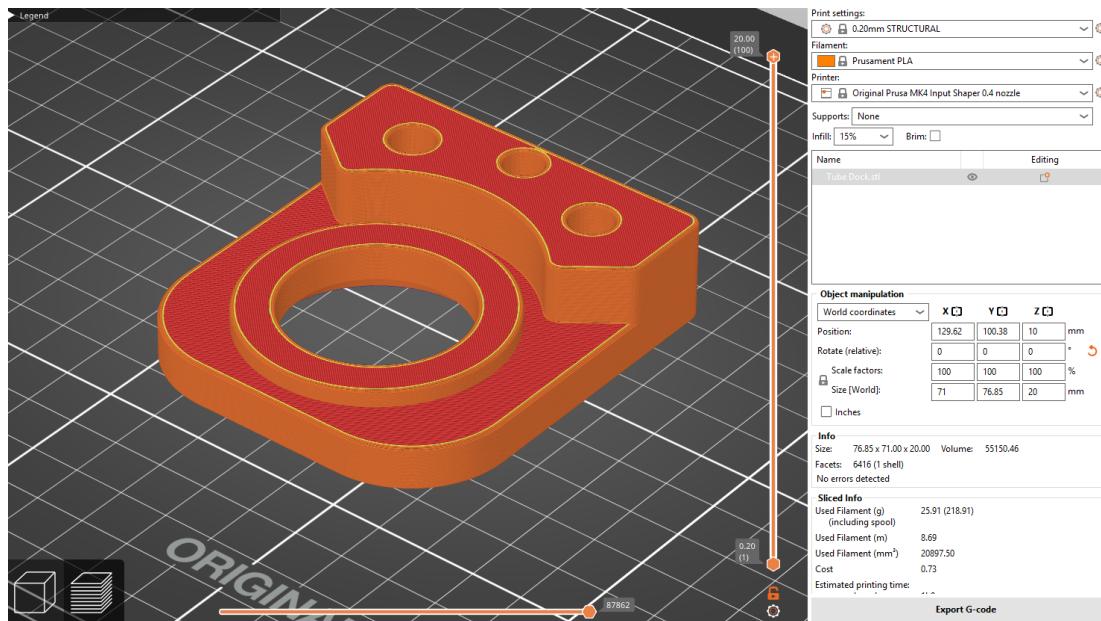 Legend
20.00
(100)
0.20
(1)
87862
ORIGINA
Print settings:
0.20mm STRUCTURAL
Filament:
Prusament PLA
Printer:
Original Prusa MK4 Input Shaper 0.4 nozzle
Supports: None
Infill: 15% Brim:
Name Editing
Tube Dock.stl
Object manipulation
World coordinates X Y Z
Position: 129.62 100.38 10 mm
Rotate (relative): 0 0 0 °
Scale factors: 100 100 100 %
Size [World]: 71 76.85 20 mm
Inches
Info
Size: 76.85 x 71.00 x 20.00 Volume: 55150.46
Facets: 6416 (1 shell)
No errors detected
Sliced Info
Used Filament (g) 25.91 (218.91)
(including spool)
Used Filament (m) 8.69
Used Filament (mm³) 20897.50
Cost 0.73
Estimated printing time:
Export G-code